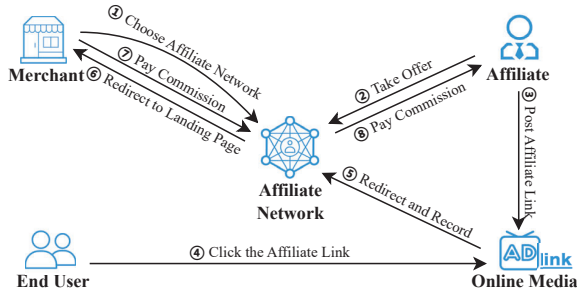 ① Choose Affiliate Network
⑦ Pay Commission
⑥ Redirect to Landing Page
Merchant
Affiliate
② Take Offer
⑧ Pay Commission
③ Post Affiliate Link
Affiliate
Network
⑤ Redirect and Record
④ Click the Affiliate Link
End User
AD link
Online Media